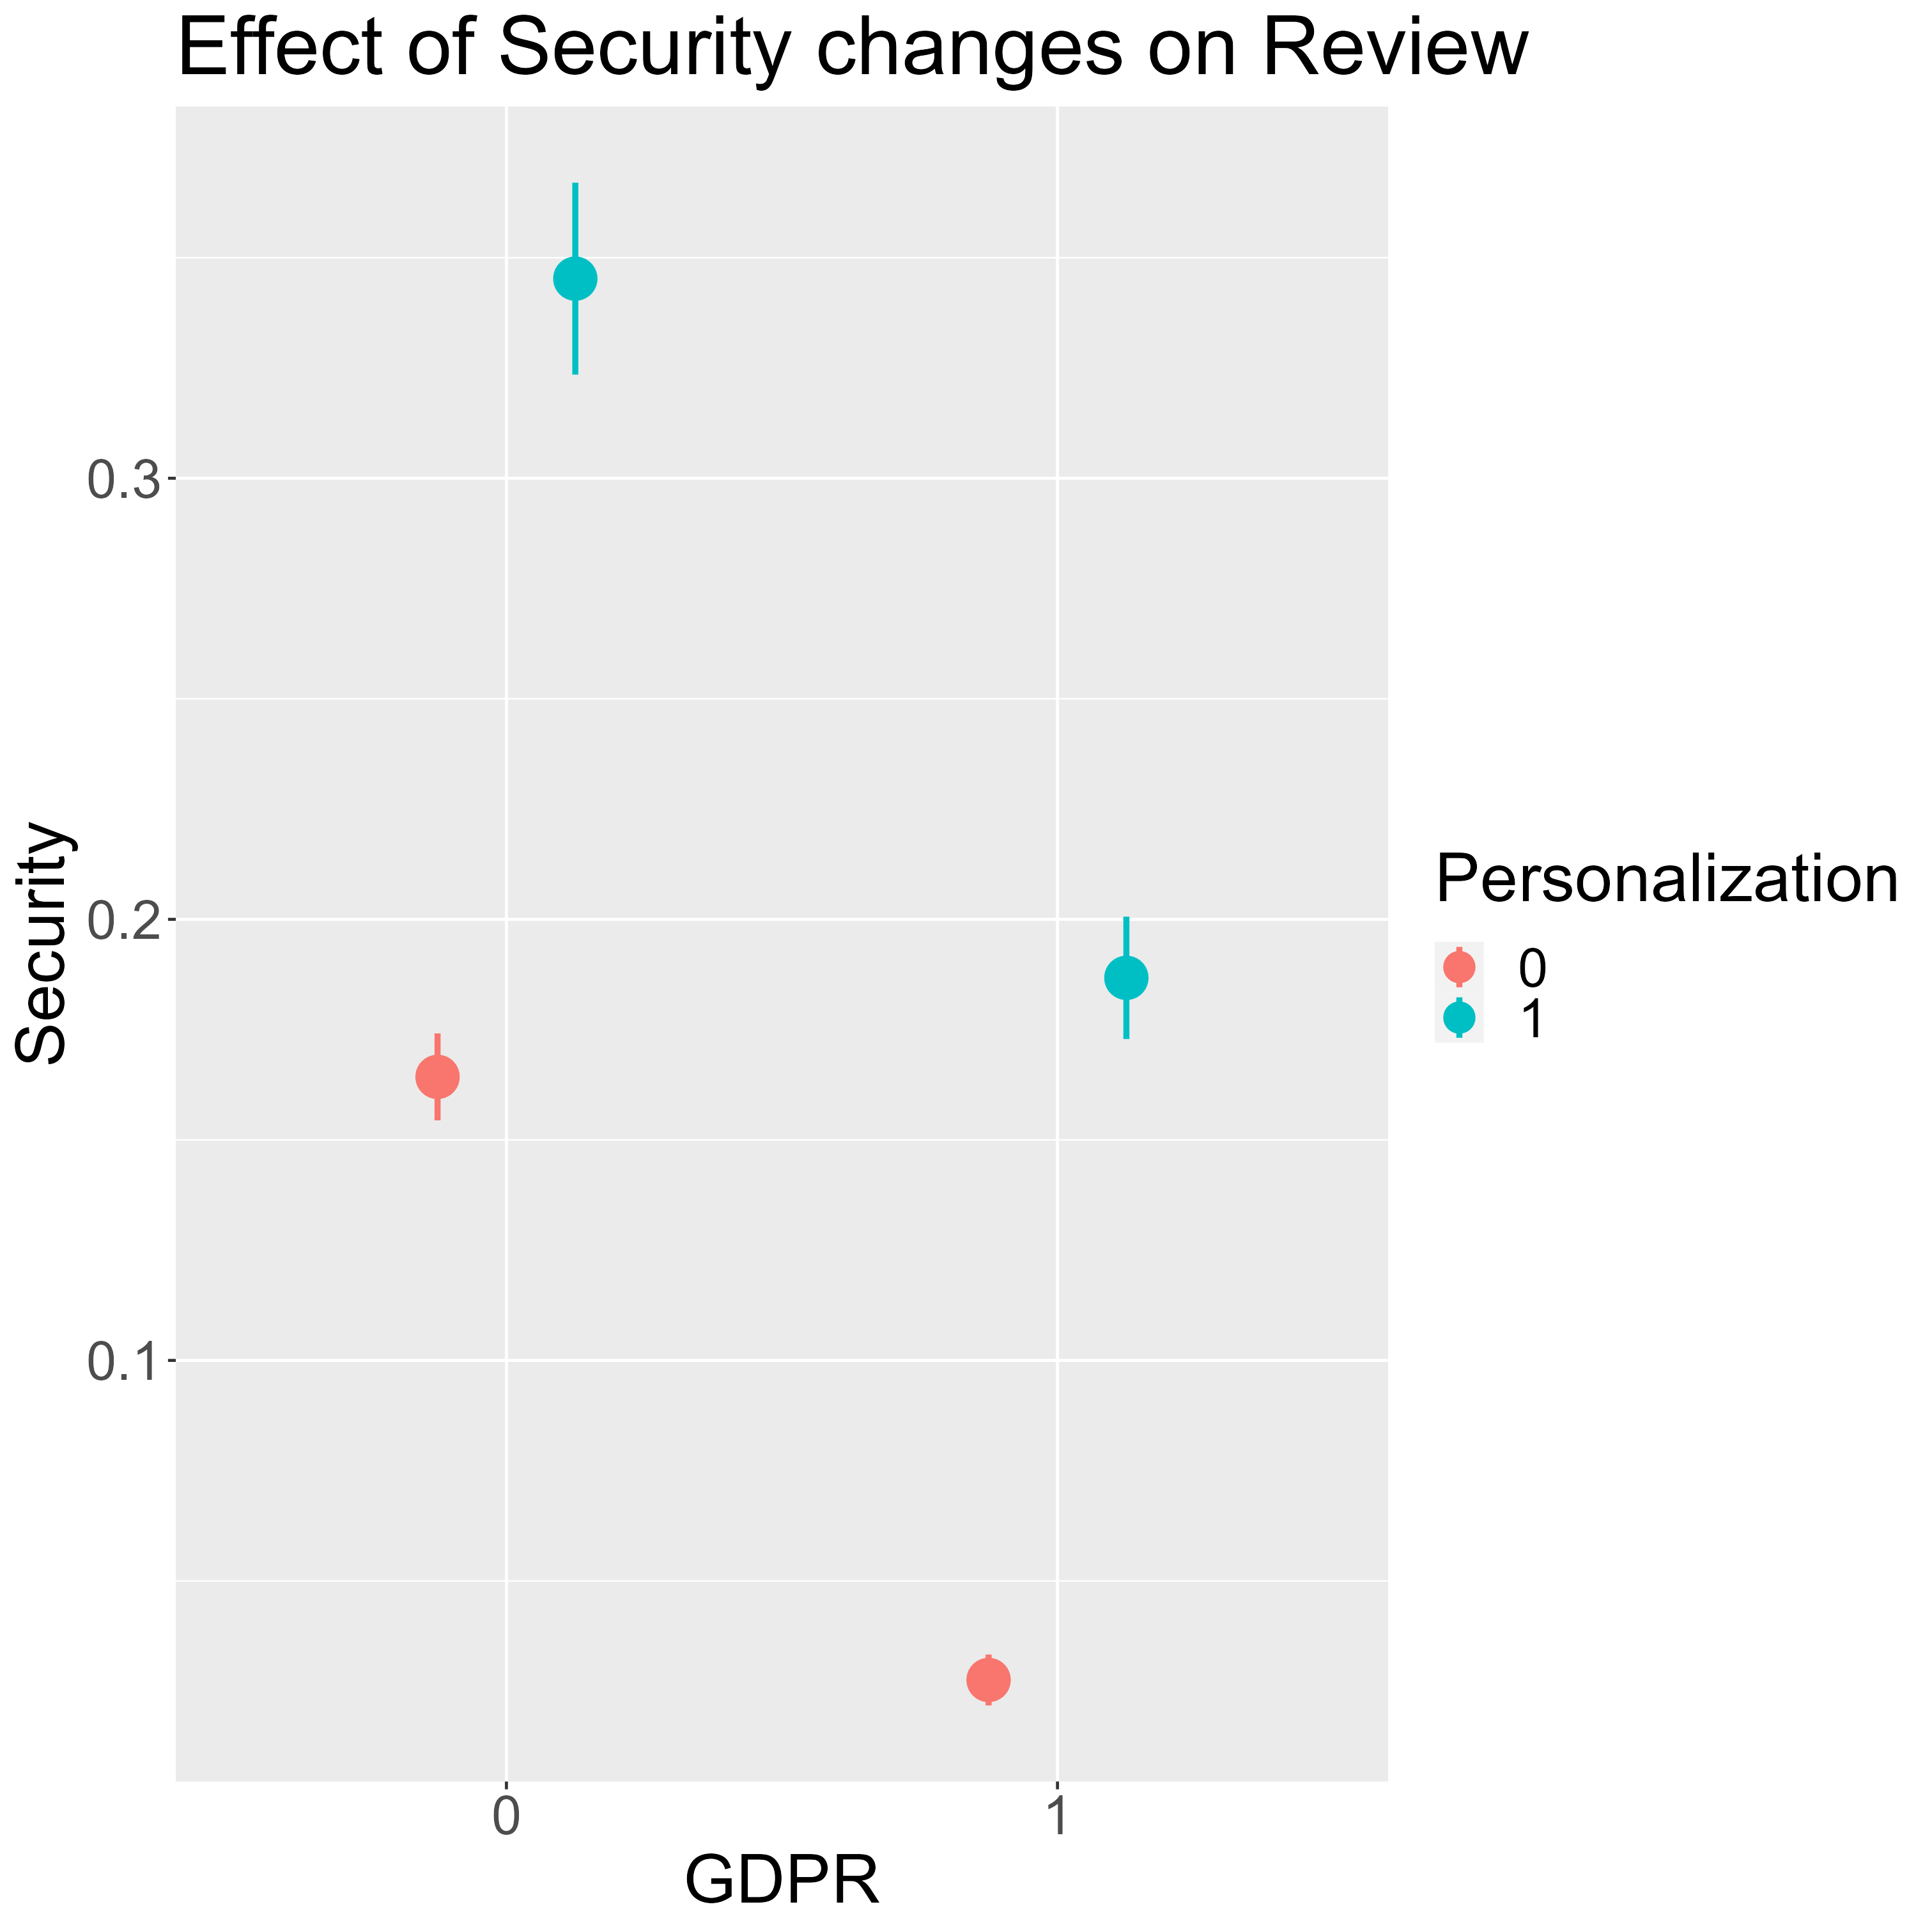 Effect of Security changes on Review
Security
0.3
0.2
0.1
0
1
GDPR
Personalization
0
1